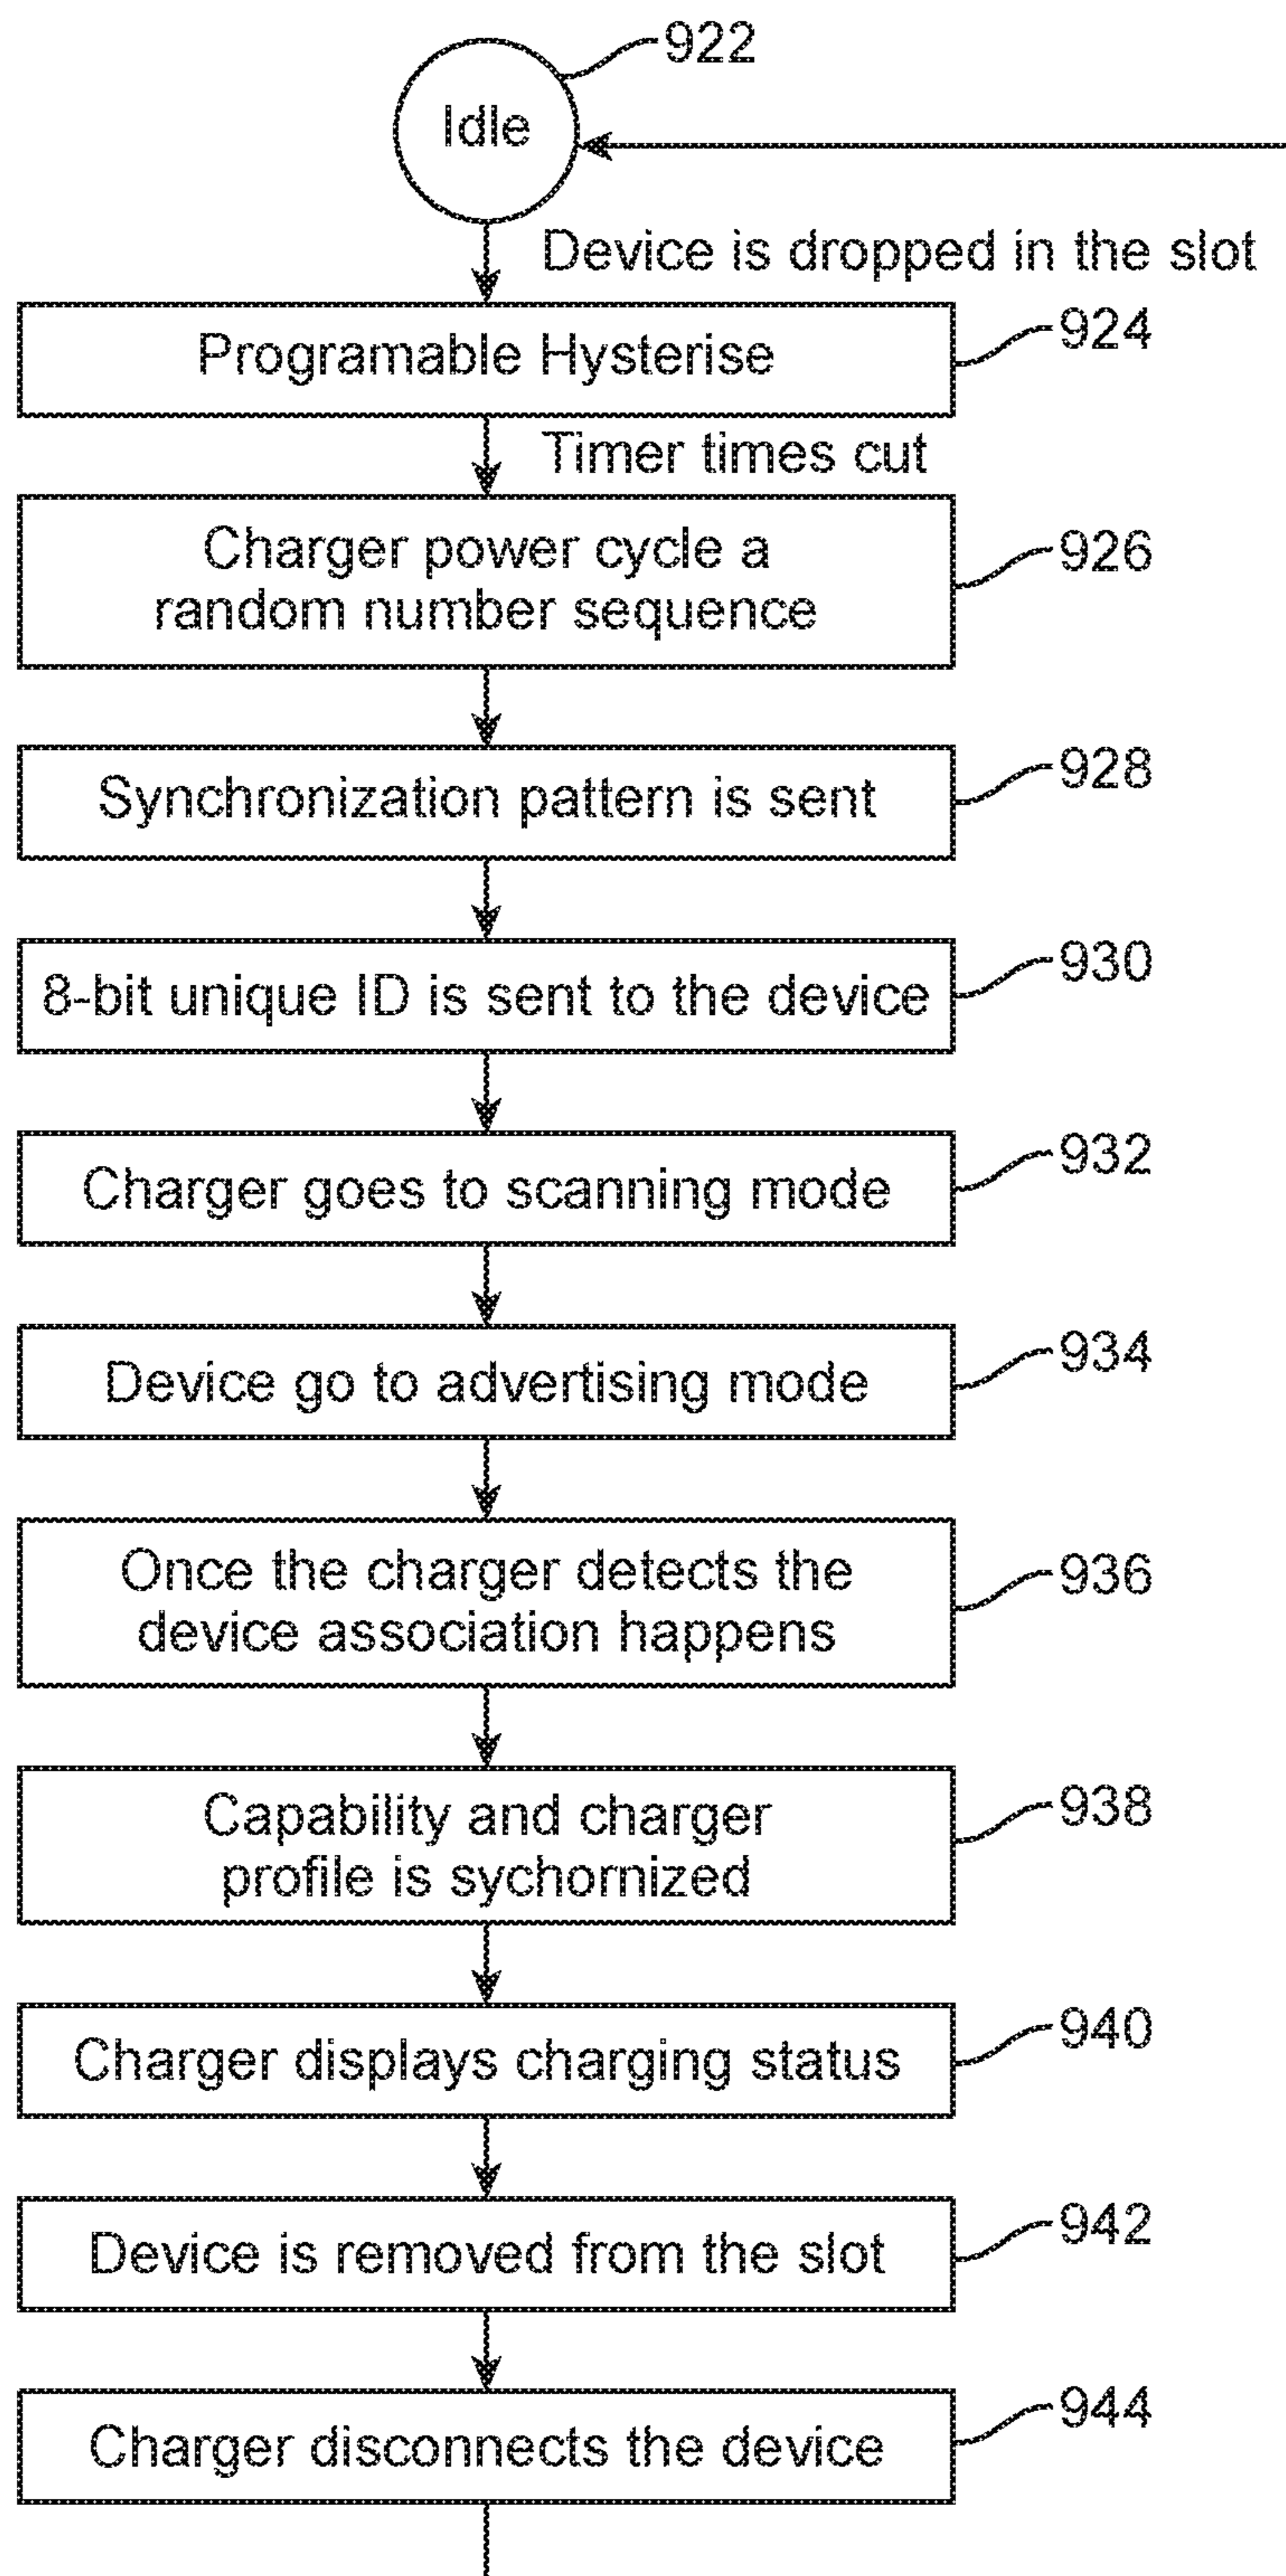 922
Idle
Device is dropped in the slot
Programable Hysterise
924
Timer times cut
Charger power cycle a
random number sequence
926
Synchronization pattern is sent
928
8-bit unique ID is sent to the device
930
Charger goes to scanning mode
932
Device go to advertising mode
934
Once the charger detects the
device association happens
936
Capability and charger
profile is sychornized
938
Charger displays charging status
940
Device is removed from the slot
942
Charger disconnects the device
944